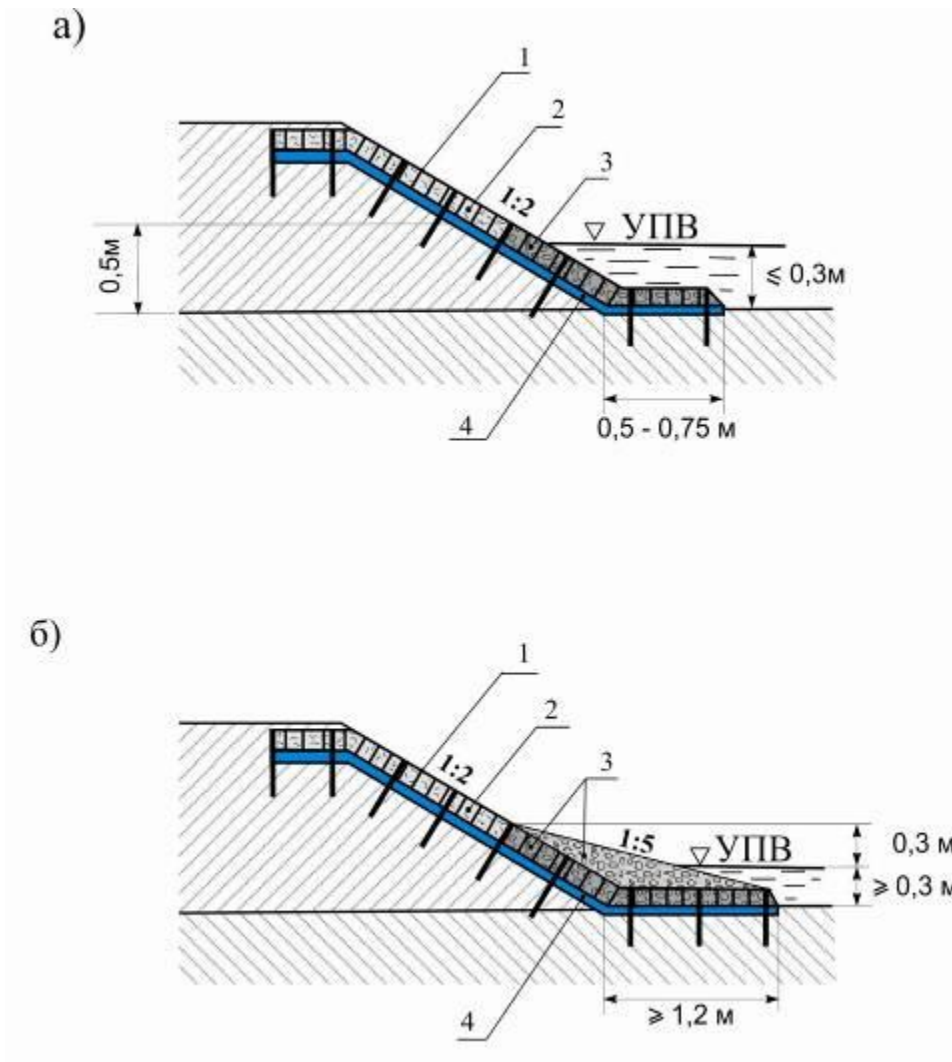 а)
1
2
3
1:2
УПВ
0,5м
≤ 0,3м
4
0,5 - 0,75 м
б)
1
2
3
1:2
1:5
УПВ
0,3 м
≥ 0,3 м
4
≥ 1,2 м